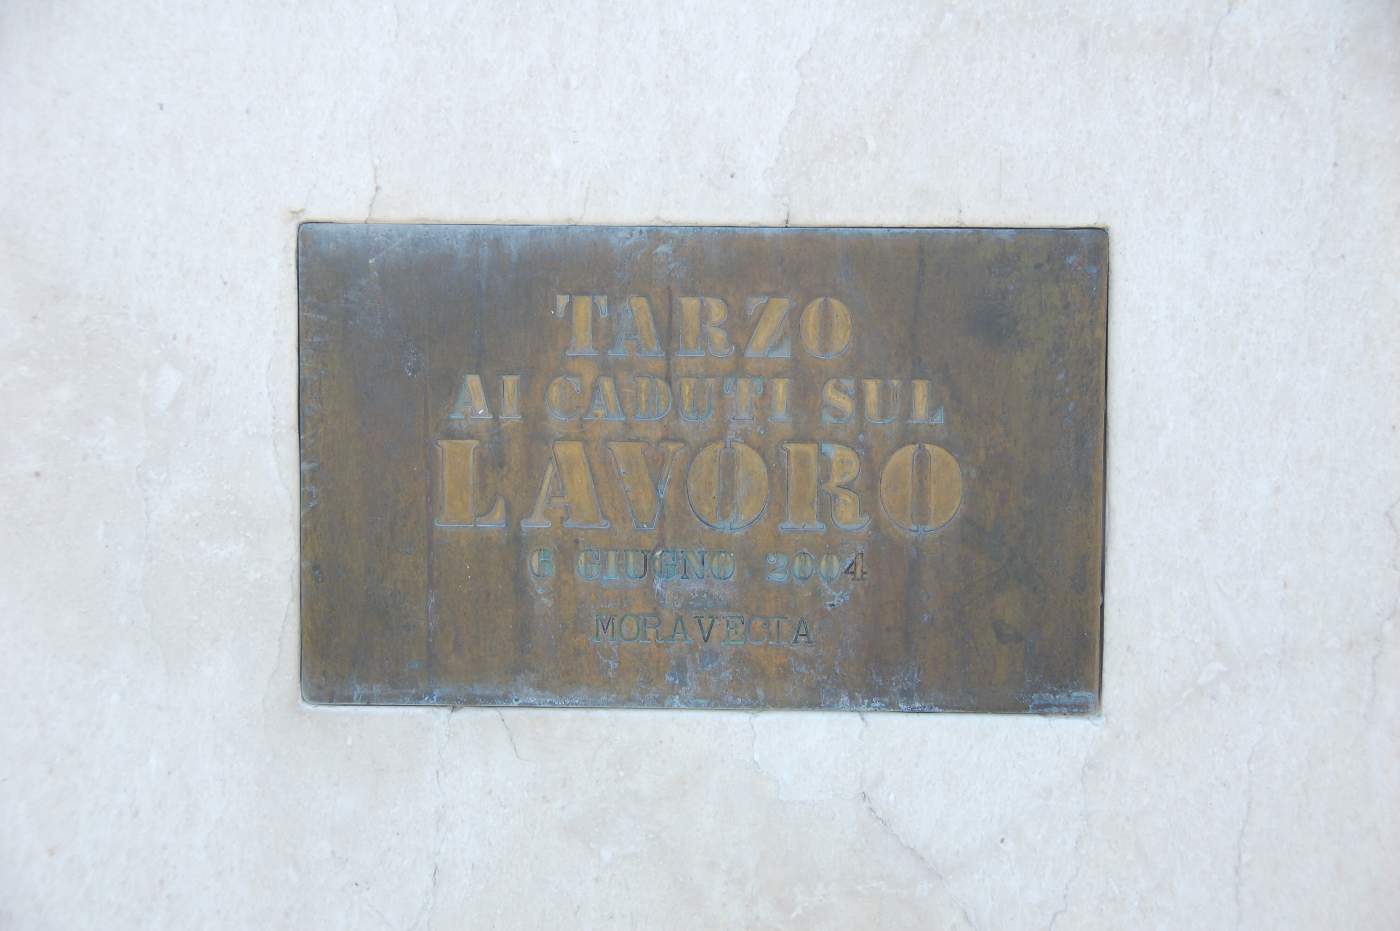 TARZO
AI CADUTI SUL
LAVORO
6 GIUGNO 2004
MORAVECIA